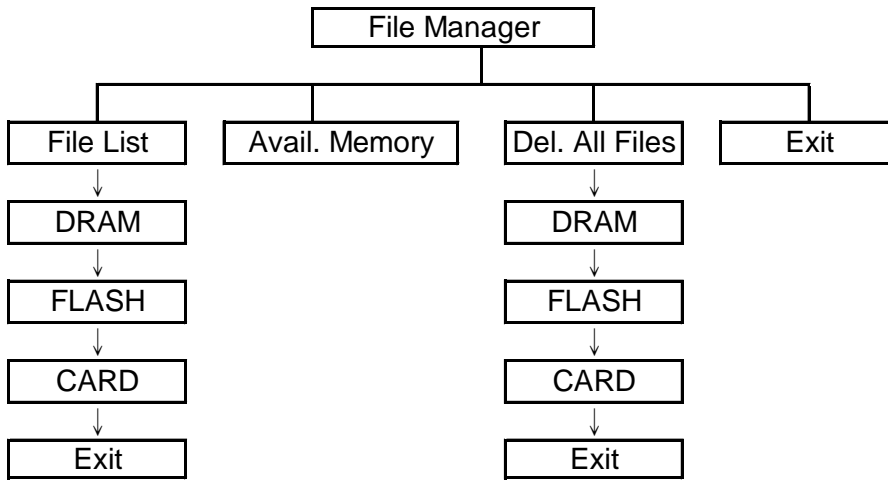 File Manager
File List
Avail. Memory
Del. All Files
Exit
DRAM
DRAM
FLASH
FLASH
CARD
CARD
Exit
Exit